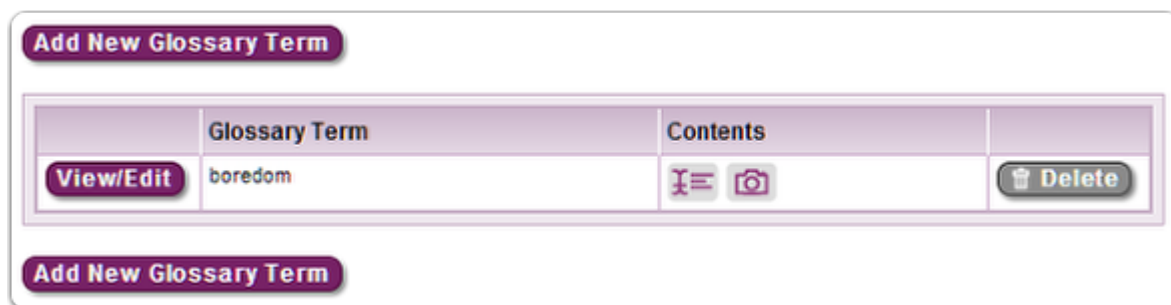 Add New Glossary Term
Glossary Term Contents
View/Edit boredom Delete
Add New Glossary Term